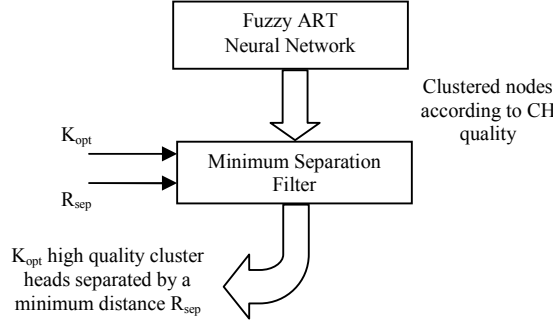 Fuzzy ART
Neural Network
Clustered nodes
according to CH
quality
K_opt
Minimum Separation
Filter
R_sep
K_opt high quality cluster
heads separated by a
minimum distance R_sep